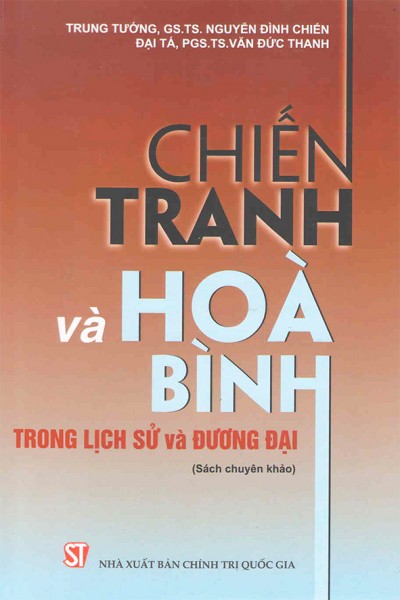 TRUNG TƯỚNG, GS.TS. NGUYỄN ĐÌNH CHIẾN
ĐẠI TÁ, PGS.TS.VĂN ĐỨC THANH
CHIẾN
TRANH
và HOÀ
BÌNH
TRONG LỊCH SỬ và ĐƯƠNG ĐẠI
(Sách chuyên khảo)
ST
NHÀ XUẤT BẢN CHÍNH TRỊ QUỐC GIA